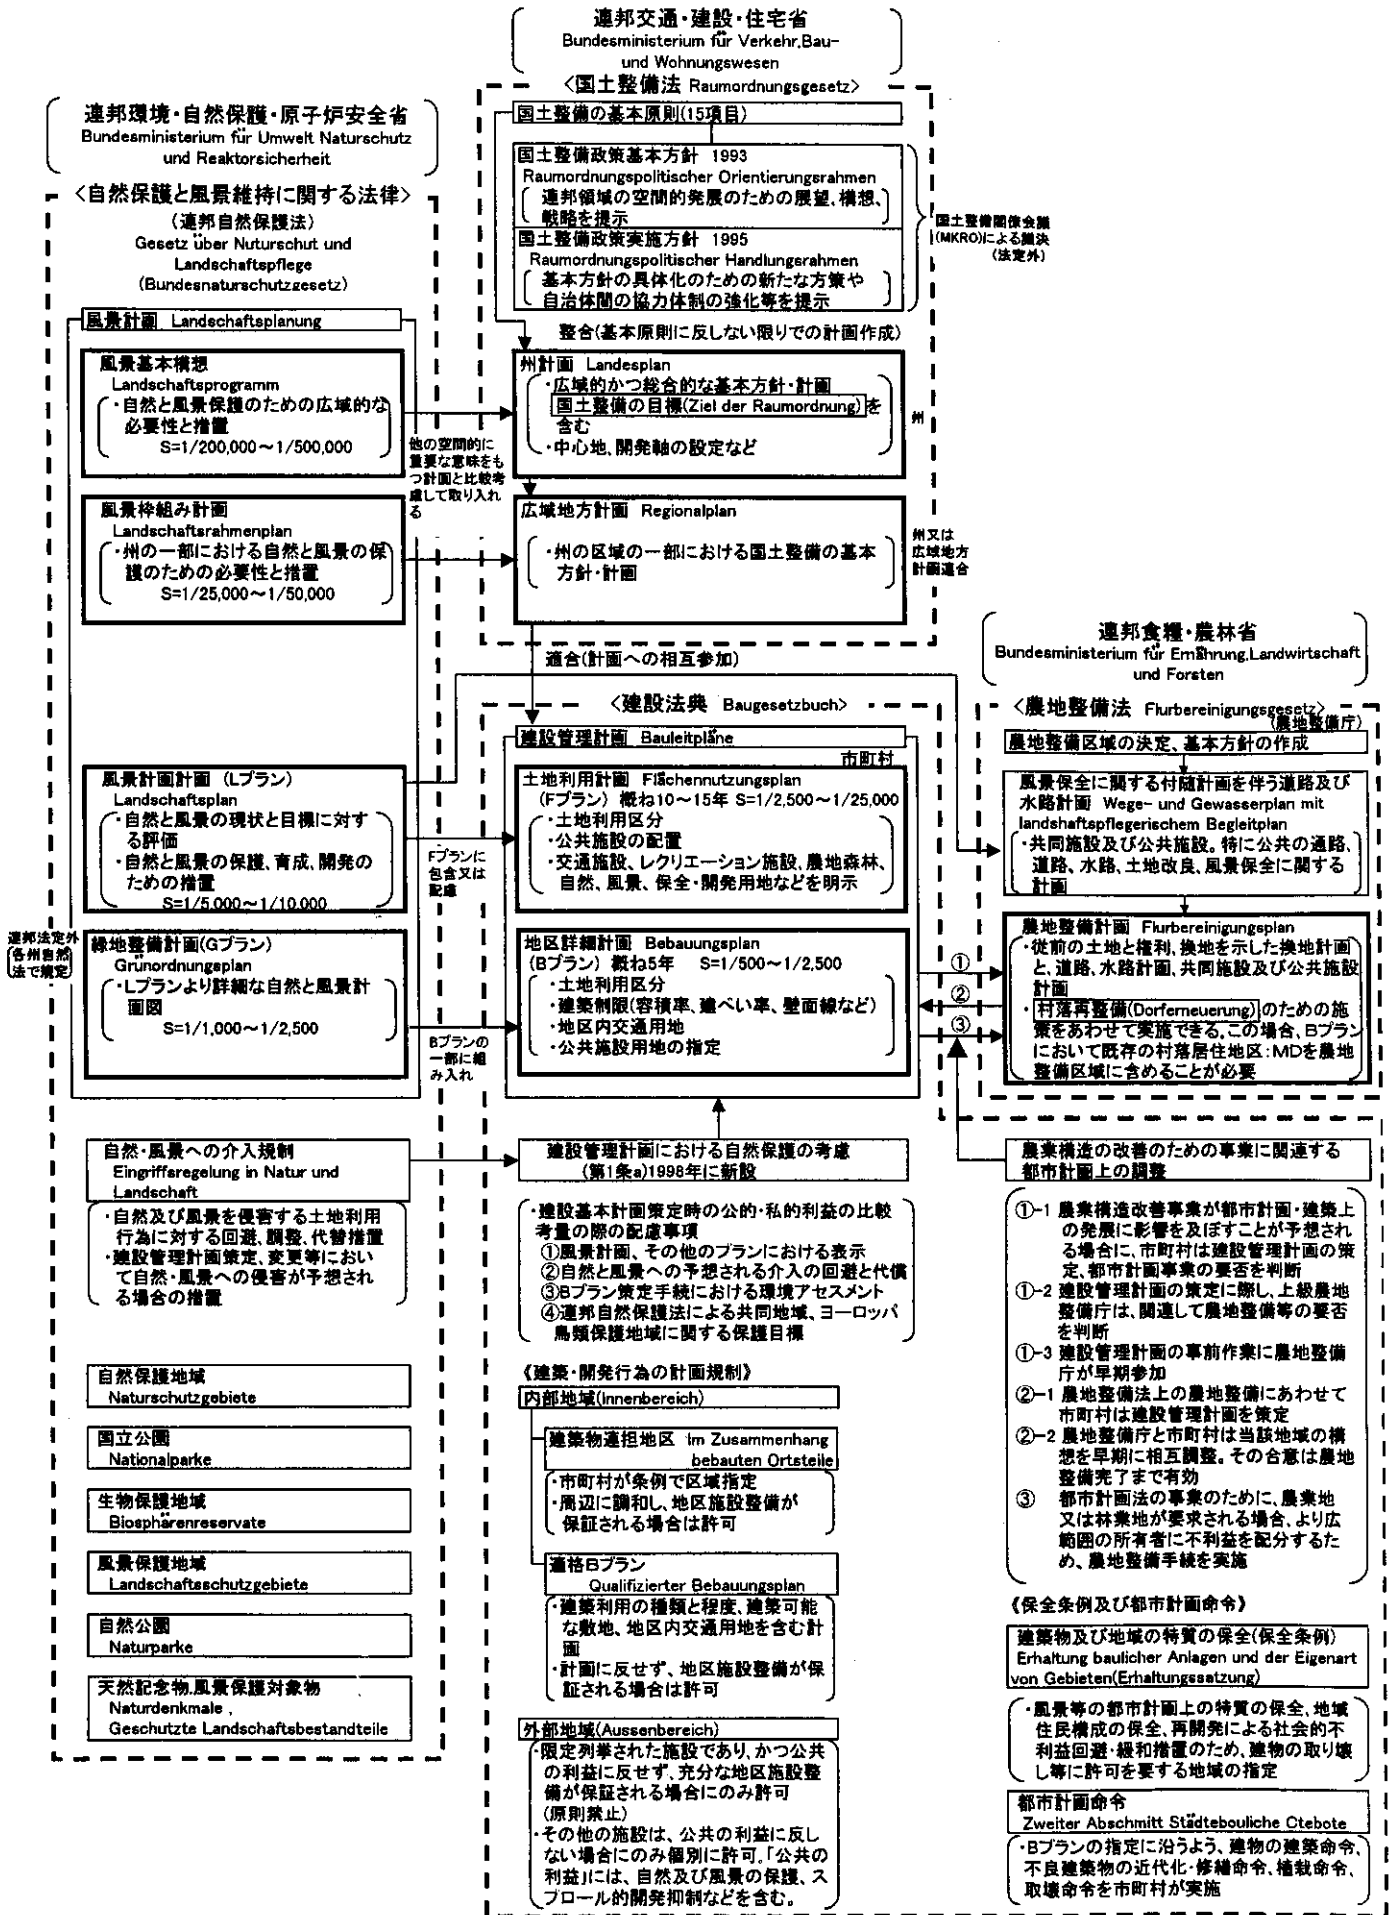 連邦交通・建設・住宅省
Bundesministerium für Verkehr,Bau-
und Wohnungswesen
<国土整備法 Raumordnungsgesetz>
国土整備の基本原則(15項目)
国土整備政策基本方針 1993
Raumordnungspolitischer Orientierungsrahmen
連邦領域の空間的発展のための展望、構想、
戦略を提示
国土整備政策実施方針 1995
Raumordnungspolitischer Handlungsrahmen
基本方針の具体化のための新たな方策や
自治体間の協力体制の強化等を提示
国土整備関係会議
(MKRO)による議決
(法定外)
整合(基本原則に反しない限りでの計画作成)
州計画 Landesplan
・広域的かつ総合的な基本方針・計画
国土整備の目標(Ziel der Raumordnung)を
含む
・中心地、開発軸の設定など
州
広域地方計画 Regionalplan
・州の区域の一部における国土整備の基本
方針・計画
州又は
広域地方
計画連合
適合(計画への相互参加)
連邦環境・自然保護・原子炉安全省
Bundesministerium für Umwelt Naturschutz
und Reaktorsicherheit
<自然保護と風景維持に関する法律>
(連邦自然保護法)
Gesetz über Nuturschut und
Landschaftspflege
(Bundesnaturschutzgesetz)
風景計画 Landschaftsplanung
風景基本構想
Landschaftsprogramm
・自然と風景保護のための広域的な
必要性と措置
S=1/200,000～1/500,000
他の空間的に
重要な意味をも
つ計画と比較考
慮して取り入れ
る
風景枠組み計画
Landschaftsrahmenplan
・州の一部における自然と風景の保
護のための必要性と措置
S=1/25,000～1/50,000
風景計画計画 (Lプラン)
Landschaftsplan
・自然と風景の現状と目標に対す
る評価
・自然と風景の保護、育成、開発の
ための措置
S=1/5,000～1/10,000
Fプランに
包含又は
配慮
連邦法定外
各州自然
法で規定
緑地整備計画(Gプラン)
Grünordnungsplan
・Lプランより詳細な自然と風景計
画図
S=1/1,000～1/2,500
Bプランの
一部に組
み入れ
自然・風景への介入規制
Eingriffsregelung in Natur und
Landschaft
・自然及び風景を侵害する土地利用
行為に対する回避、調整、代替措置
・建設管理計画策定、変更等におい
て自然・風景への侵害が予想され
る場合の措置
自然保護地域
Naturschutzgebiete
国立公園
Nationalparke
生物保護地域
Biosphärenreservate
風景保護地域
Landschaftsschutzgebiete
自然公園
Naturparke
天然記念物、風景保護対象物
Naturdenkmale ,
Geschutzte Landschaftsbestandteile
<建設法典 Baugesetzbuch>
建設管理計画 Bauleitpläne
市町村
土地利用計画 Flächennutzungsplan
(Fプラン) 概ね10～15年 S=1/2,500～1/25,000
・土地利用区分
・公共施設の配置
・交通施設、レクリエーション施設、農地森林、
自然、風景、保全・開発用地などを明示
地区詳細計画 Bebauungsplan
(Bプラン) 概ね5年 S=1/500～1/2,500
・土地利用区分
・建築制限(容積率、建ぺい率、壁面線など)
・地区内交通用地
・公共施設用地の指定
①
②
③
建設管理計画における自然保護の考慮
(第1条a)1998年に新設
・建設基本計画策定時の公的・私的利益の比較
考量の際の配慮事項
①風景計画、その他のプランにおける表示
②自然と風景への予想される介入の回避と代償
③Bプラン策定手続における環境アセスメント
④連邦自然保護法による共同地域、ヨーロッパ
鳥類保護地域に関する保護目標
《建築・開発行為の計画規制》
内部地域(Innenbereich)
建築物連担地区 Im Zusammenhang
bebauten Ortsteile
・市町村が条例で区域指定
・周辺に調和し、地区施設整備が
保証される場合は許可
適格Bプラン
Qualifizierter Bebauungsplan
・建築利用の種類と程度、建築可能
な敷地、地区内交通用地を含む計
画
・計画に反せず、地区施設整備が保
証される場合は許可
外部地域(Aussenbereich)
・限定列挙された施設であり、かつ公共
の利益に反せず、充分な地区施設整
備が保証される場合にのみ許可
(原則禁止)
・その他の施設は、公共の利益に反し
ない場合にのみ個別に許可。「公共の
利益」には、自然及び風景の保護、ス
プロール的開発抑制などを含む。
連邦食糧・農林省
Bundesministerium für Ernährung,Landwirtschaft
und Forsten
<農地整備法 Flurbereinigungsgesetz>
(農地整備庁)
農地整備区域の決定、基本方針の作成
風景保全に関する付随計画を伴う道路及び
水路計画 Wege- und Gewasserplan mit
landshaftspflegerischem Begleitplan
・共同施設及び公共施設。特に公共の通路、
道路、水路、土地改良、風景保全に関する
計画
農地整備計画 Flurbereinigungsplan
・従前の土地と権利、換地を示した換地計画
と、道路、水路計画、共同施設及び公共施設
計画
・村落再整備(Dorferneuerung)のための施
策をあわせて実施できる。この場合、Bプラン
において既存の村落居住地区:MDを農地
整備区域に含めることが必要
農業構造の改善のための事業に関連する
都市計画上の調整
①-1 農業構造改善事業が都市計画・建築上
の発展に影響を及ぼすことが予想され
る場合に、市町村は建設管理計画の策
定、都市計画事業の要否を判断
①-2 建設管理計画の策定に際し、上級農地
整備庁は、関連して農地整備等の要否
を判断
①-3 建設管理計画の事前作業に農地整備
庁が早期参加
②-1 農地整備法上の農地整備にあわせて
市町村は建設管理計画を策定
②-2 農地整備庁と市町村は当該地域の構
想を早期に相互調整。その合意は農地
整備完了まで有効
③ 都市計画法の事業のために、農業地
又は林業地が要求される場合、より広
範囲の所有者に不利益を配分するた
め、農地整備手続を実施
《保全条例及び都市計画命令》
建築物及び地域の特質の保全(保全条例)
Erhaltung baulicher Anlagen und der Eigenart
von Gebieten(Erhaltungssatzung)
・風景等の都市計画上の特質の保全、地域
住民構成の保全、再開発による社会的不
利益回避・緩和措置のため、建物の取り壊
し等に許可を要する地域の指定
都市計画命令
Zweiter Abschmitt Städtebouliche Ctebote
・Bプランの指定に沿うよう、建物の建築命令、
不良建築物の近代化・修繕命令、植栽命令、
取壊命令を市町村が実施